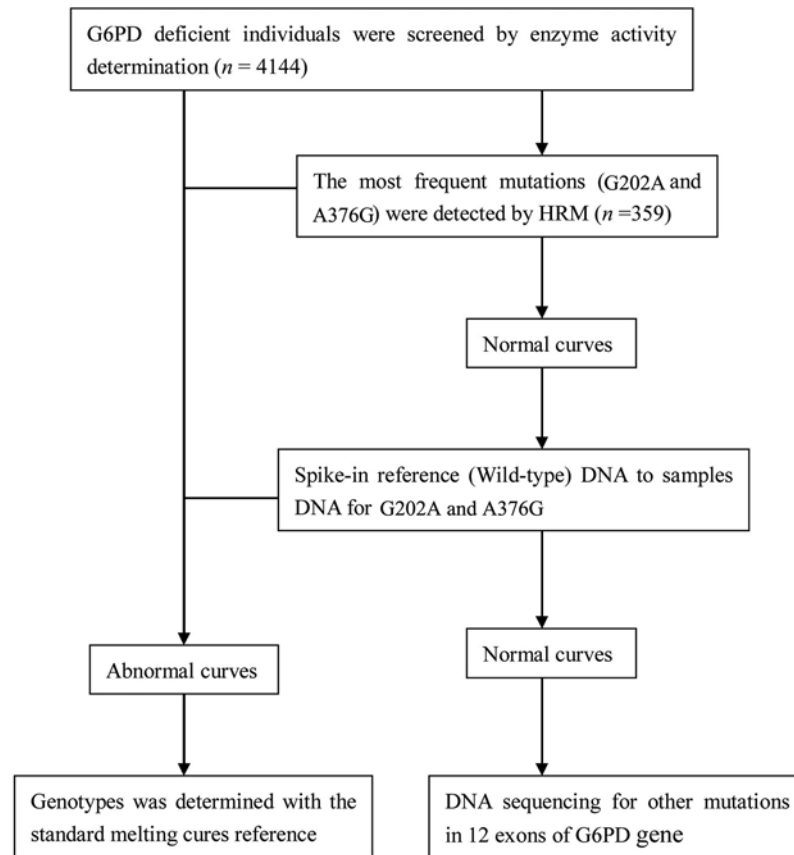 G6PD deficient individuals were screened by enzyme activity
determination (n = 4144)
The most frequent mutations (G202A and
A376G) were detected by HRM (n =359)
Normal curves
Spike-in reference (Wild-type) DNA to samples
DNA for G202A and A376G
Abnormal curves
Normal curves
Genotypes was determined with the
standard melting cures reference
DNA sequencing for other mutations
in 12 exons of G6PD gene